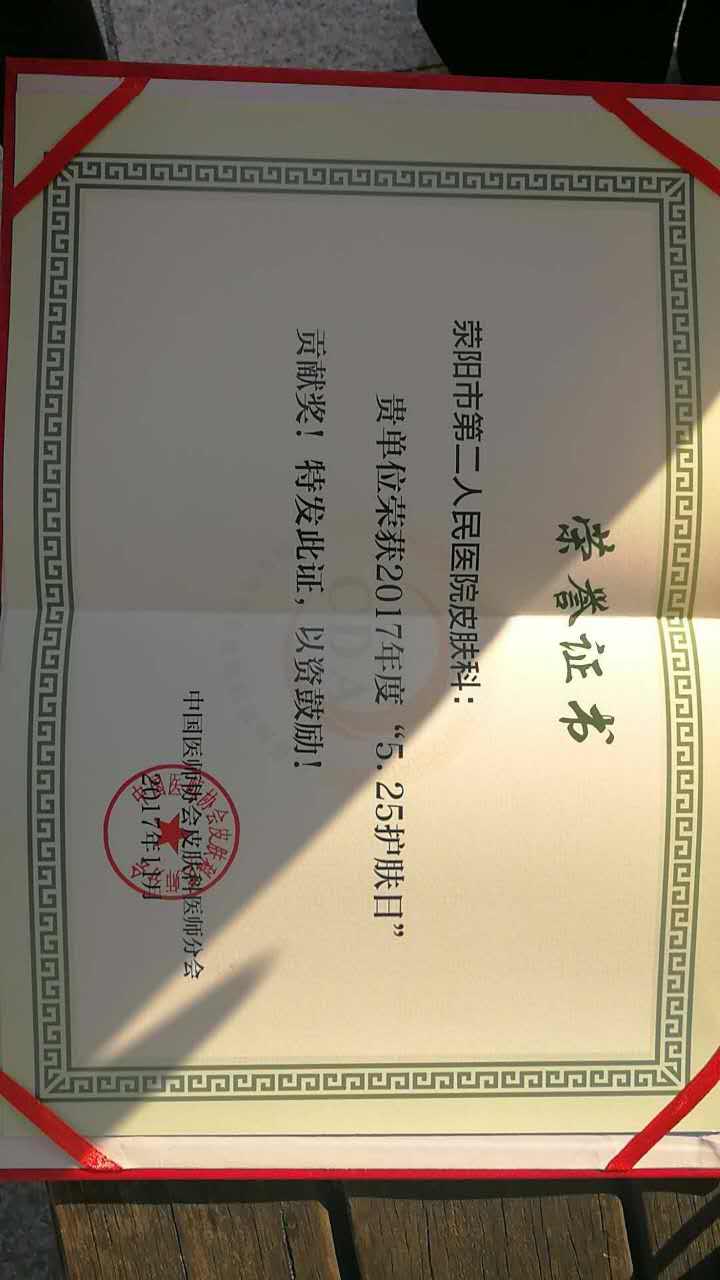 荣誉证书
荥阳市第二人民医院皮肤科：
贵单位荣获2017年度“5.25护肤日”
贡献奖！特发此证，以资鼓励！
中国医师协会皮肤科医师分会
2017年11月
CDA